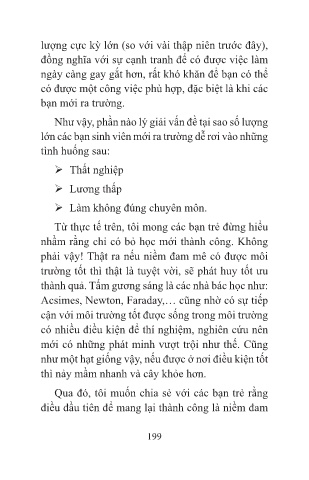 lượng cực kỳ lớn (so với vài thập niên trước đây),
đồng nghĩa với sự cạnh tranh để có được việc làm
ngày càng gay gắt hơn, rất khó khăn để bạn có thể
có được một công việc phù hợp, đặc biệt là khi các
bạn mới ra trường.
Như vậy, phần nào lý giải vấn đề tại sao số lượng
lớn các bạn sinh viên mới ra trường dễ rơi vào những
tình huống sau:
➢ Thất nghiệp
➢ Lương thấp
➢ Làm không đúng chuyên môn.
Từ thực tế trên, tôi mong các bạn trẻ đừng hiểu
nhầm rằng chỉ có bỏ học mới thành công. Không
phải vậy! Thật ra nếu niềm đam mê có được môi
trường tốt thì thật là tuyệt vời, sẽ phát huy tốt ưu
thành quả. Tấm gương sáng là các nhà bác học như:
Acsimes, Newton, Faraday,… cũng nhờ có sự tiếp
cận với môi trường tốt được sống trong môi trường
có nhiều điều kiện để thí nghiệm, nghiên cứu nên
mới có những phát minh vượt trội như thế. Cũng
như một hạt giống vậy, nếu được ở nơi điều kiện tốt
thì nảy mầm nhanh và cây khỏe hơn.
Qua đó, tôi muốn chia sẻ với các bạn trẻ rằng
điều đầu tiên để mang lại thành công là niềm đam
199